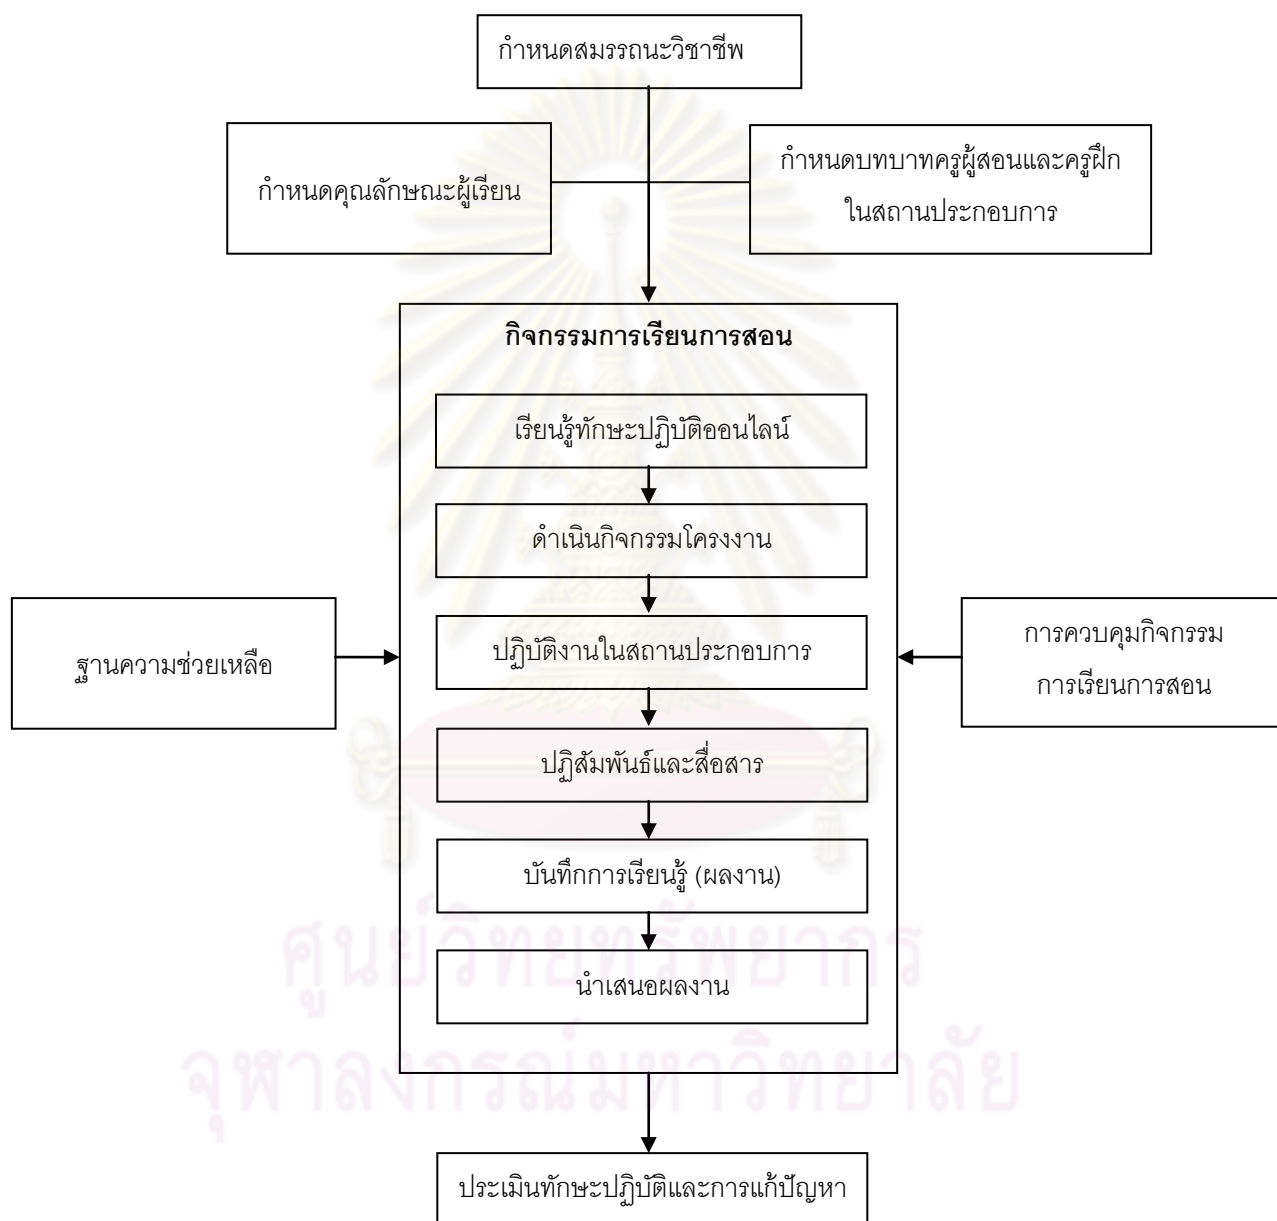 กำหนดสมรรถนะวิชาชีพ
กำหนดคุณลักษณะผู้เรียน
กำหนดบทบาทครูผู้สอนและครูฝึก
ในสถานประกอบการ
กิจกรรมการเรียนการสอน
เรียนรู้ทักษะปฏิบัติออนไลน์
ดำเนินกิจกรรมโครงงาน
ปฏิบัติงานในสถานประกอบการ
ฐานความช่วยเหลือ
การควบคุมกิจกรรม
การเรียนการสอน
ปฏิสัมพันธ์และสื่อสาร
บันทึกการเรียนรู้ (ผลงาน)
นำเสนอผลงาน
ศูนย์วิทยทรัพยากร
จุฬาลงกรณ์มหาวิทยาลัย
ประเมินทักษะปฏิบัติและการแก้ปัญหา